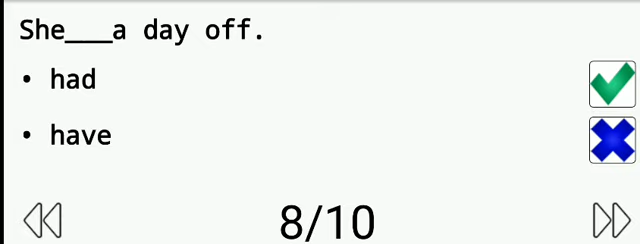 She___a day off.
• had
• have
8/10